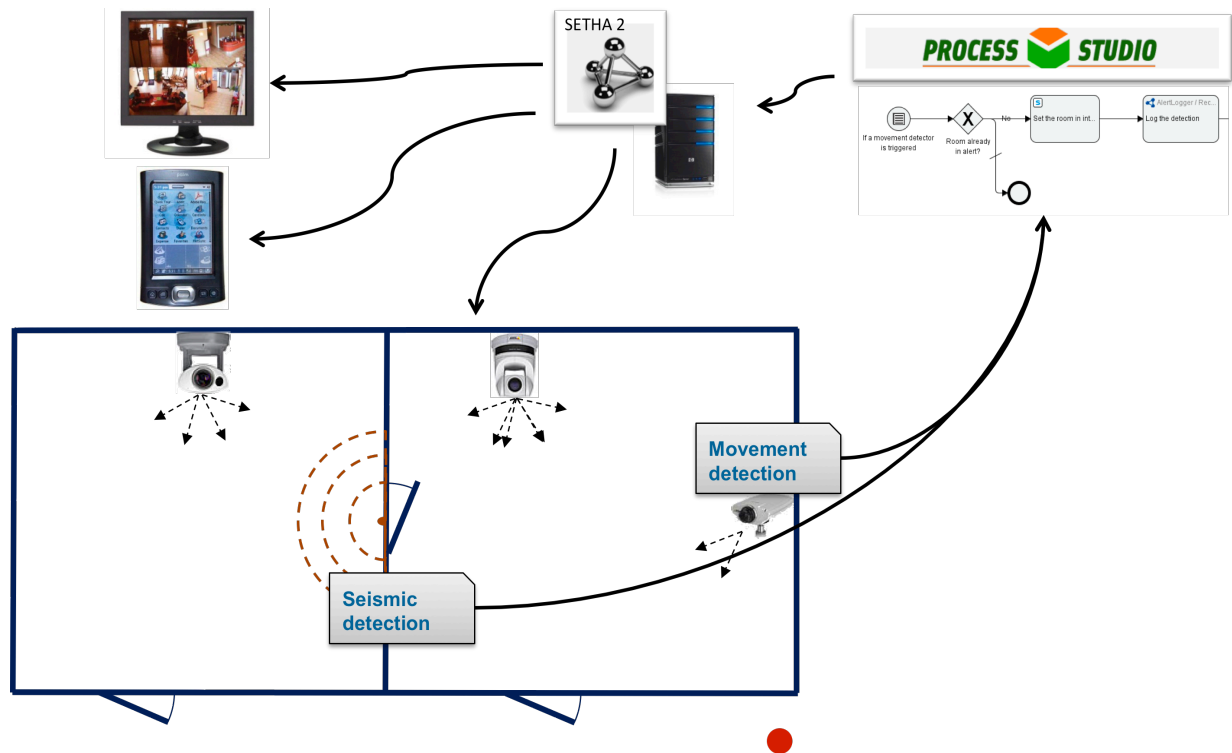 SETHA 2
PROCESS STUDIO
S
AlertLogger / Rec...
Set the room in int...
Log the detection
No
X
If a movement detector
is triggered
Room already
in alert?
hp
Movement
detection
Seismic
detection